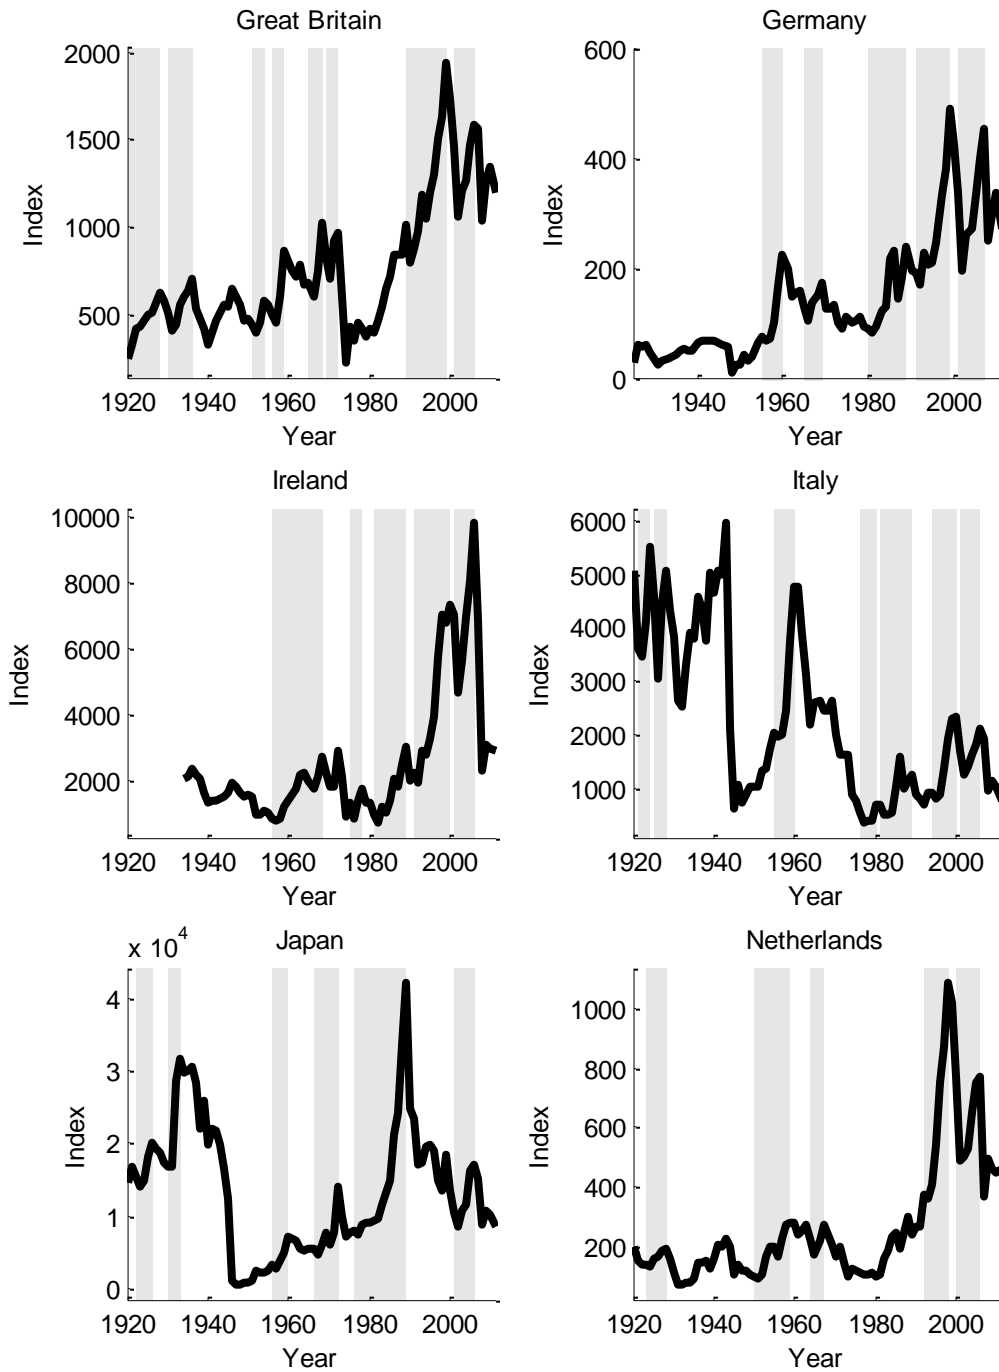 Great Britain
2000
1500
1000
500
Index
1920 1940 1960 1980 2000
Year
Germany
600
400
200
0
Index
1940 1960 1980 2000
Year
Ireland
10000
8000
6000
4000
2000
Index
1920 1940 1960 1980 2000
Year
Italy
6000
5000
4000
3000
2000
1000
Index
1920 1940 1960 1980 2000
Year
Japan
x 10^4
4
3
2
1
0
Index
1920 1940 1960 1980 2000
Year
Netherlands
1000
800
600
400
200
Index
1920 1940 1960 1980 2000
Year